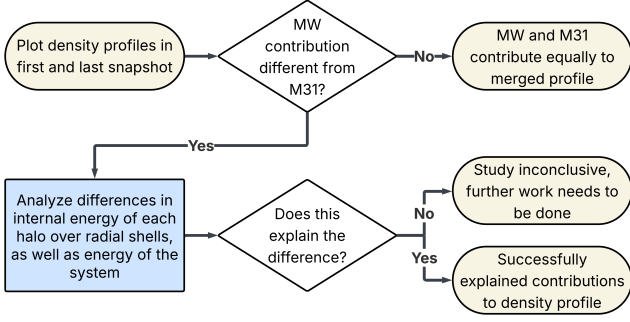 Plot density profiles in
first and last snapshot
MW
contribution
different from
M31?
No
MW and M31
contribute equally to
merged profile
Yes
Analyze differences in
internal energy of each
halo over radial shells,
as well as energy of the
system
Does this
explain the
difference?
No
Study inconclusive,
further work needs to
be done
Yes
Successfully
explained contributions
to density profile